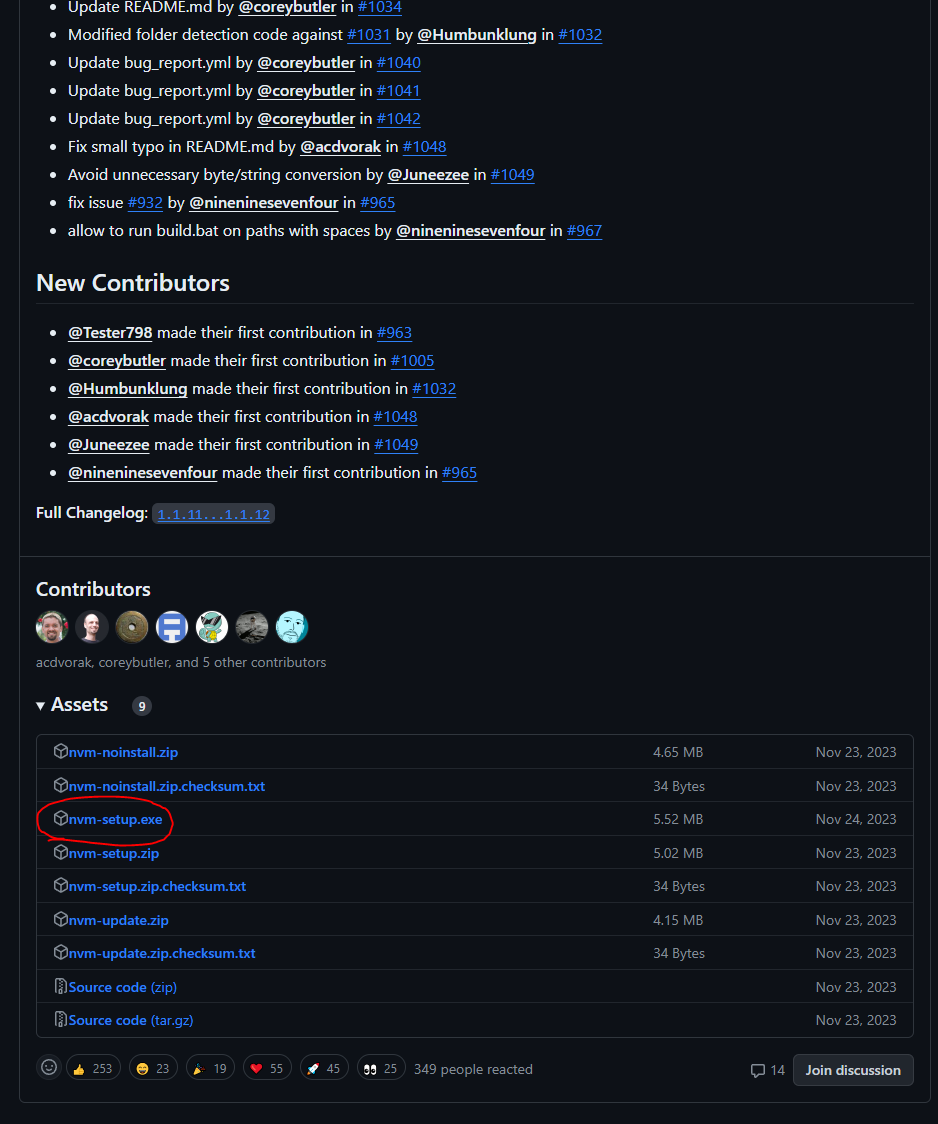 Update README.md by @coreybutler in #1034
Modified folder detection code against #1031 by @Humbunklung in #1032
Update bug_report.yml by @coreybutler in #1040
Update bug_report.yml by @coreybutler in #1041
Update bug_report.yml by @coreybutler in #1042
Fix small typo in README.md by @acdvorak in #1048
Avoid unnecessary byte/string conversion by @Juneezee in #1049
fix issue #932 by @nineninesevenfour in #965
allow to run build.bat on paths with spaces by @nineninesevenfour in #967
New Contributors
@Tester798 made their first contribution in #963
@coreybutler made their first contribution in #1005
@Humbunklung made their first contribution in #1032
@acdvorak made their first contribution in #1048
@Juneezee made their first contribution in #1049
@nineninesevenfour made their first contribution in #965
Full Changelog: 1.1.11...1.1.12
Contributors
acdvorak, coreybutler, and 5 other contributors
Assets 9
nvm-noinstall.zip 4.65 MB Nov 23, 2023
nvm-noinstall.zip.checksum.txt 34 Bytes Nov 23, 2023
nvm-setup.exe 5.52 MB Nov 24, 2023
nvm-setup.zip 5.02 MB Nov 23, 2023
nvm-setup.zip.checksum.txt 34 Bytes Nov 23, 2023
nvm-update.zip 4.15 MB Nov 23, 2023
nvm-update.zip.checksum.txt 34 Bytes Nov 23, 2023
Source code (zip) Nov 23, 2023
Source code (tar.gz) Nov 23, 2023
253 23 19 55 45 25 349 people reacted 14 Join discussion